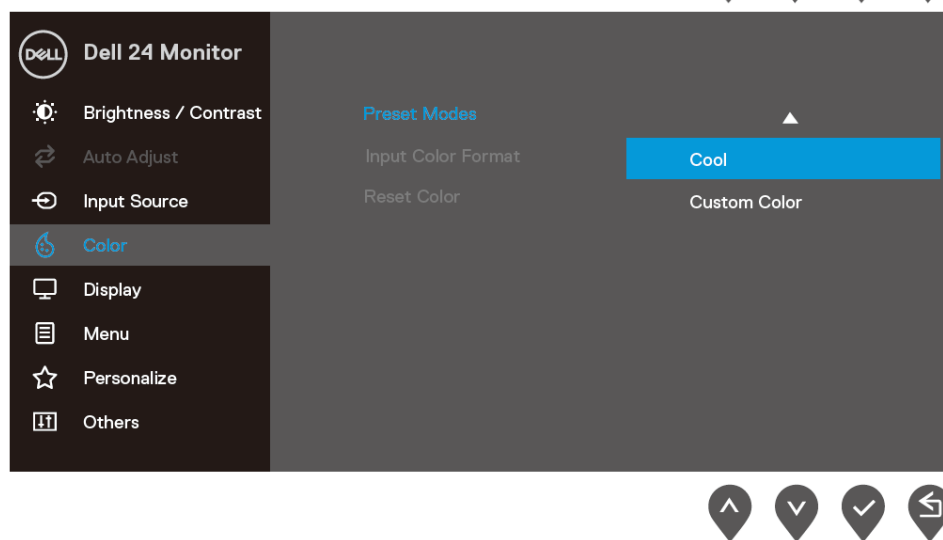 DELL Dell 24 Monitor
Brightness / Contrast
Preset Modes
Auto Adjust
Input Color Format
Cool
Input Source
Reset Color
Custom Color
Color
Display
Menu
Personalize
Others